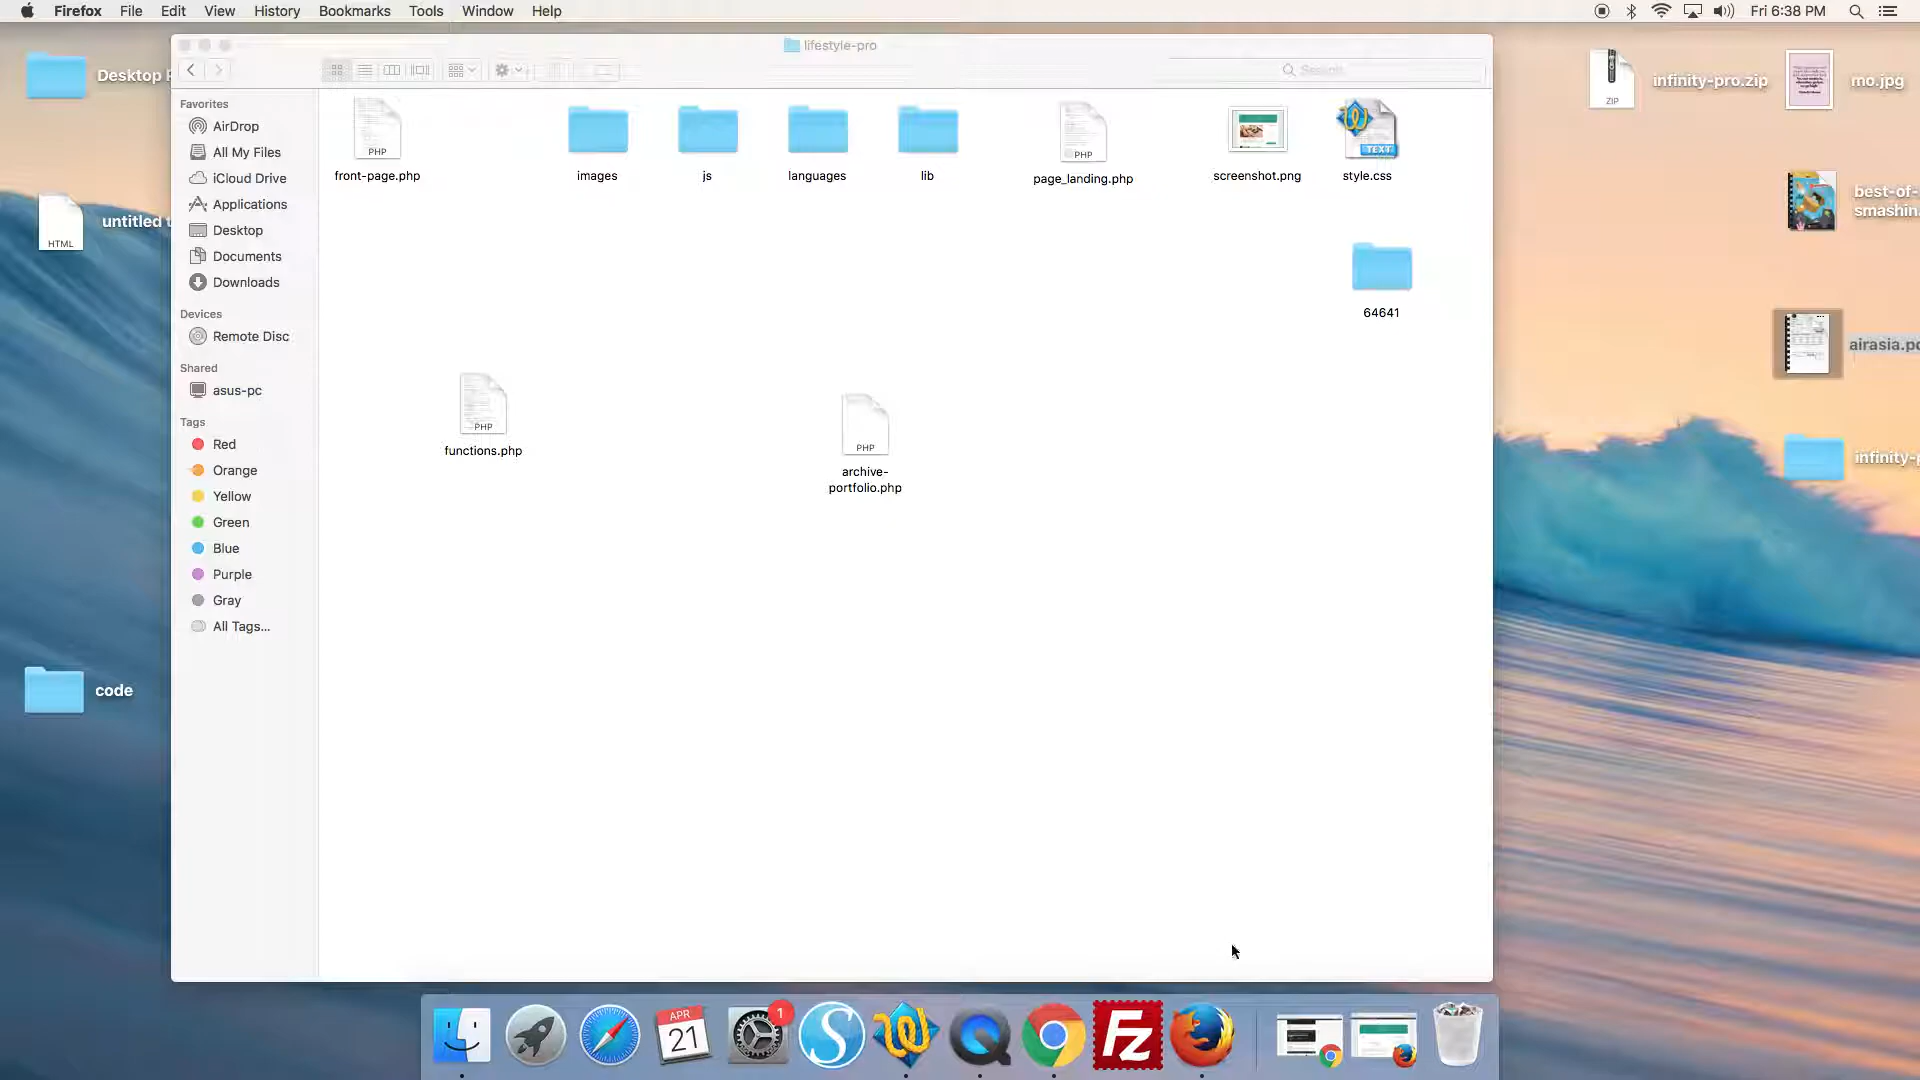 Firefox File Edit View History Bookmarks Tools Window Help Fri 6:38 PM
lifestyle-pro
Search
Desktop
untitled
HTML
code
Favorites
AirDrop
All My Files
iCloud Drive
Applications
Desktop
Documents
Downloads
Devices
Remote Disc
Shared
asus-pc
Tags
Red
Orange
Yellow
Green
Blue
Purple
Gray
All Tags...
PHP
front-page.php
images
js
languages
lib
PHP
page_landing.php
screenshot.png
TEXT
style.css
64641
PHP
functions.php
PHP
archive-
portfolio.php
ZIP
infinity-pro.zip
mo.jpg
best-of-
smashin
airasia.pd
infinity-p
APR
21
1
S
Fz